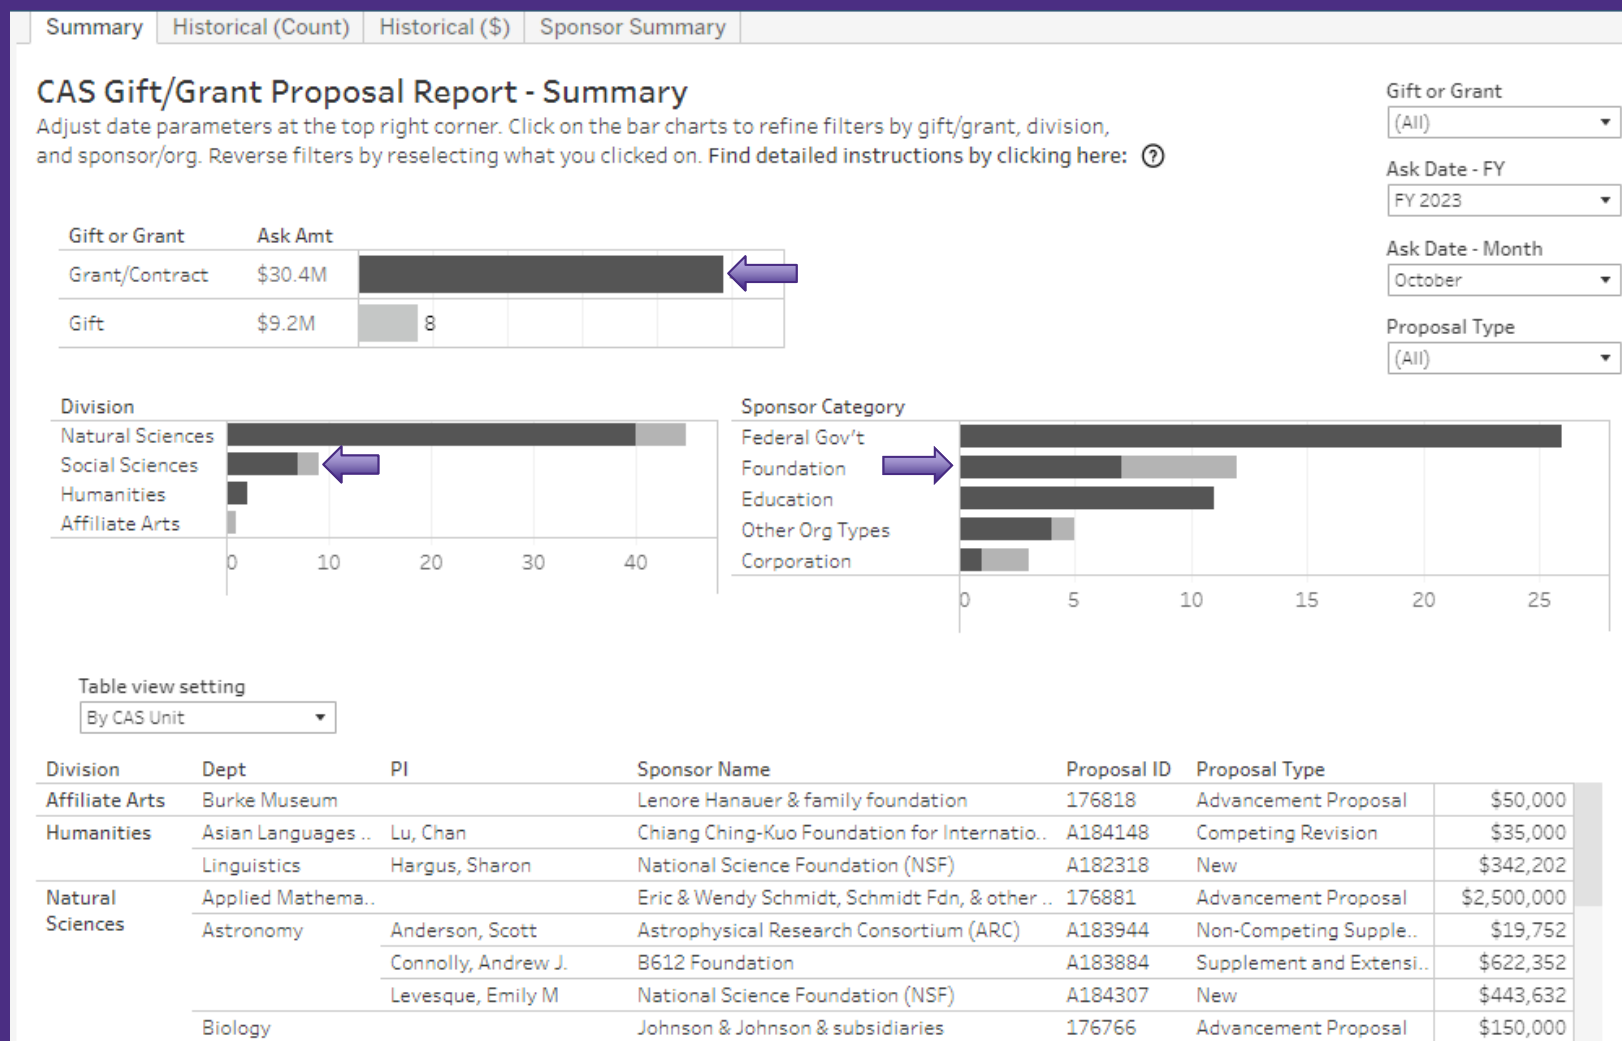 Summary Historical (Count) Historical ($) Sponsor Summary
CAS Gift/Grant Proposal Report - Summary
Adjust date parameters at the top right corner. Click on the bar charts to refine filters by gift/grant, division,
and sponsor/org. Reverse filters by reselecting what you clicked on. Find detailed instructions by clicking here: ?
Gift or Grant
(All)
Ask Date - FY
FY 2023
Ask Date - Month
October
Proposal Type
(All)
Gift or Grant Ask Amt
Grant/Contract $30.4M
Gift $9.2M 8
Division
Natural Sciences
Social Sciences
Humanities
Affiliate Arts
0 10 20 30 40
Sponsor Category
Federal Gov't
Foundation
Education
Other Org Types
Corporation
0 5 10 15 20 25
Table view setting
By CAS Unit
Division Dept PI Sponsor Name Proposal ID Proposal Type
Affiliate Arts Burke Museum Lenore Hanauer & family foundation 176818 Advancement Proposal $50,000
Humanities Asian Languages .. Lu, Chan Chiang Ching-Kuo Foundation for Internatio.. A184148 Competing Revision $35,000
Linguistics Hargus, Sharon National Science Foundation (NSF) A182318 New $342,202
Natural Applied Mathema.. Eric & Wendy Schmidt, Schmidt Fdn, & other .. 176881 Advancement Proposal $2,500,000
Sciences Astronomy Anderson, Scott Astrophysical Research Consortium (ARC) A183944 Non-Competing Supple.. $19,752
Connolly, Andrew J. B612 Foundation A183884 Supplement and Extensi.. $622,352
Levesque, Emily M National Science Foundation (NSF) A184307 New $443,632
Biology Johnson & Johnson & subsidiaries 176766 Advancement Proposal $150,000